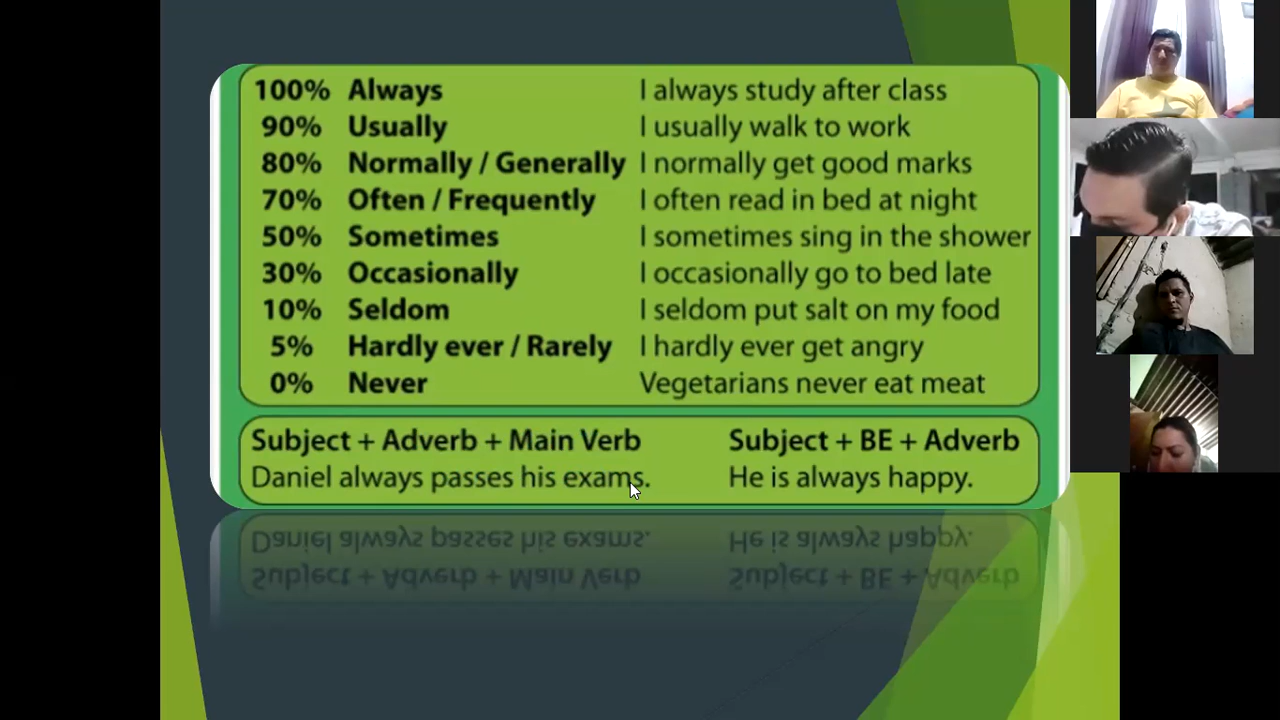 100% Always I always study after class
90% Usually I usually walk to work
80% Normally / Generally I normally get good marks
70% Often / Frequently I often read in bed at night
50% Sometimes I sometimes sing in the shower
30% Occasionally I occasionally go to bed late
10% Seldom I seldom put salt on my food
5% Hardly ever / Rarely I hardly ever get angry
0% Never Vegetarians never eat meat
Subject + Adverb + Main Verb Subject + BE + Adverb
Daniel always passes his exams. He is always happy.